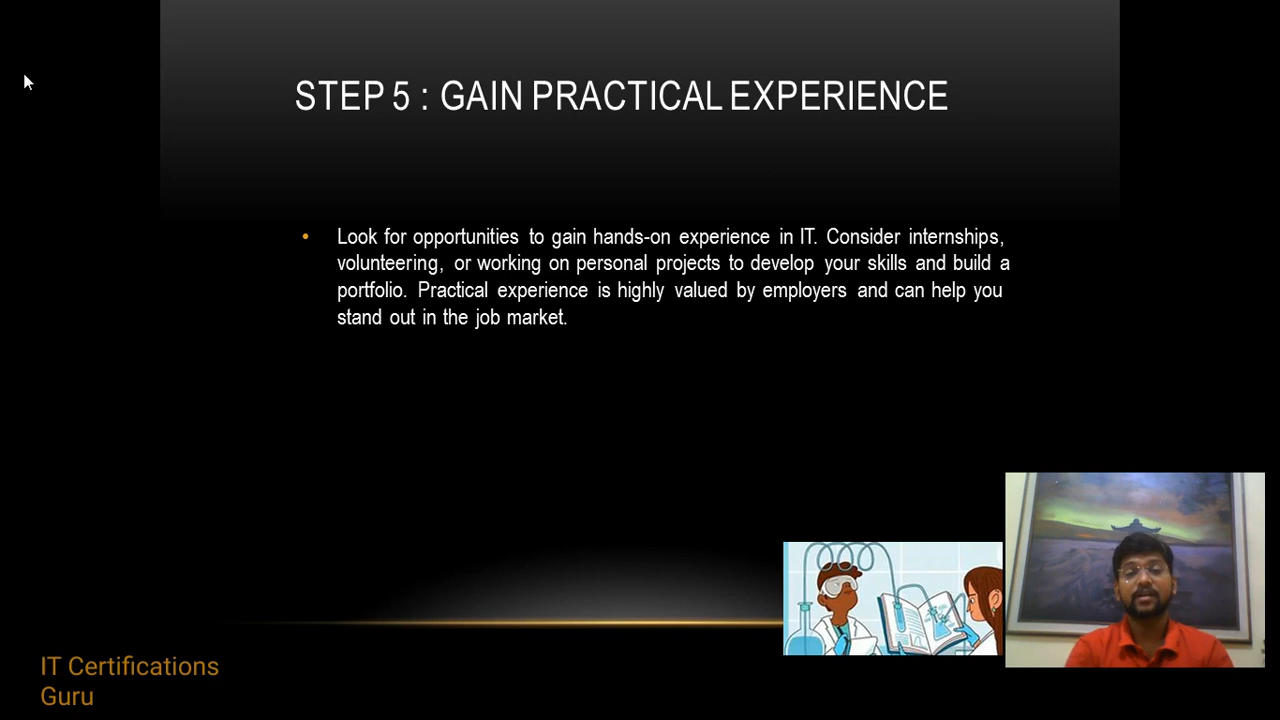 STEP 5 : GAIN PRACTICAL EXPERIENCE
• Look for opportunities to gain hands-on experience in IT. Consider internships,
volunteering, or working on personal projects to develop your skills and build a
portfolio. Practical experience is highly valued by employers and can help you
stand out in the job market.
IT Certifications
Guru